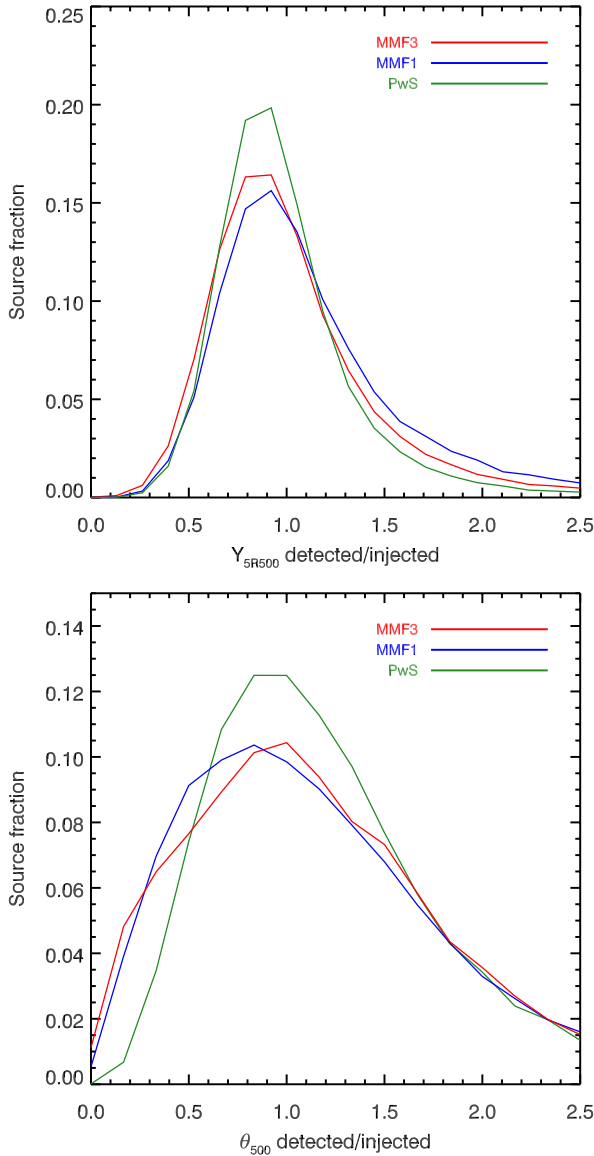 0.25
MMF3
MMF1
PwS
0.20
0.15
0.10
0.05
0.00
Source fraction
0.0 0.5 1.0 1.5 2.0 2.5
Y5R500 detected/injected
0.14
MMF3
MMF1
PwS
0.12
0.10
0.08
0.06
0.04
0.02
0.00
Source fraction
0.0 0.5 1.0 1.5 2.0 2.5
θ500 detected/injected